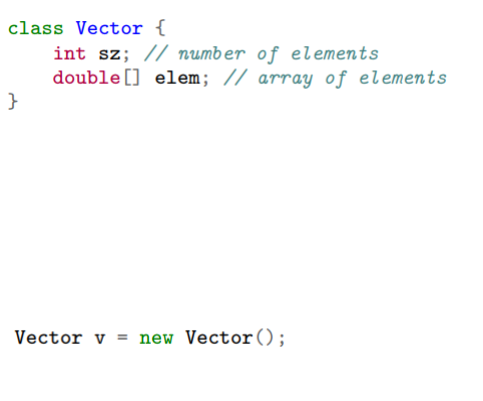 class Vector {
    int sz; // number of elements
    double[] elem; // array of elements
}
Vector v = new Vector();